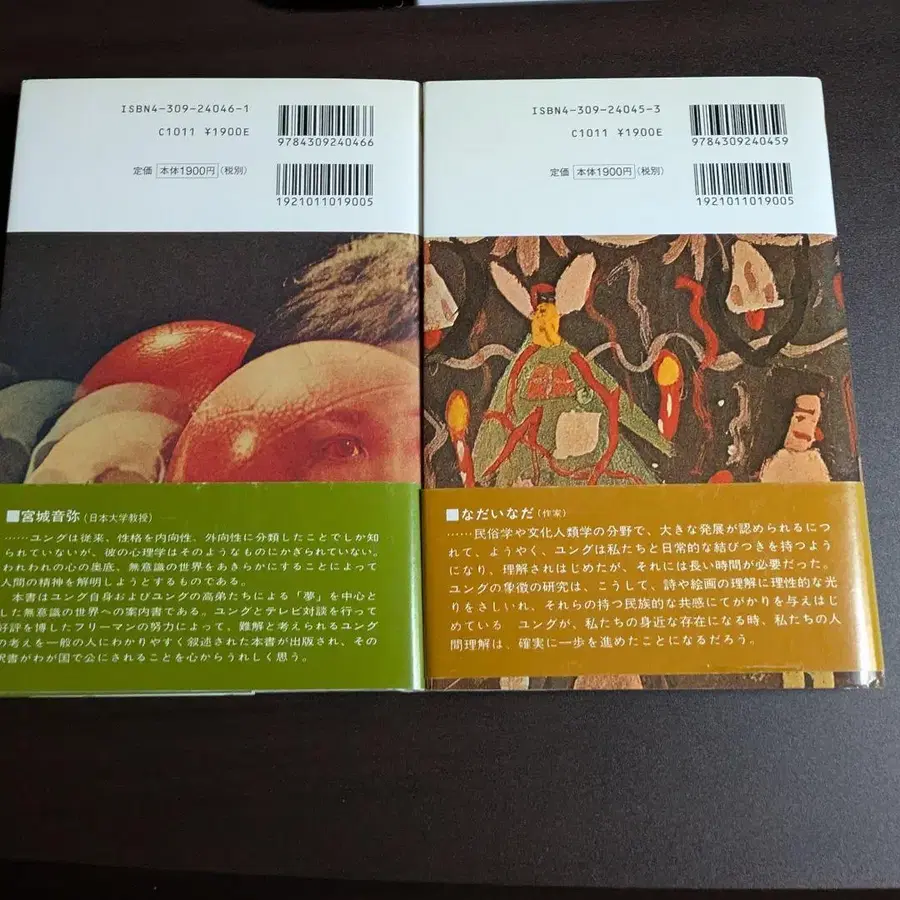 ISBN4-309-24046-1
C1011 ¥1900E
9784309240466
定価 本体1900円 (税別)
1921011019005
■宮城音弥(日本大学教授)
……ユングは従来、性格を内向性、外向性に分類したことでしか知
られていないが、彼の心理学はそのようなものにかぎられていない。
われわれの心の奥底、無意識の世界をあきらかにすることによって
人間の精神を解明しようとするものである。
本書はユング自身およびユングの高弟たちによる「夢」を中心と
した無意識の世界への案内書である。ユングとテレビ対談を行って
好評を博したフリーマンの努力によって、難解と考えられるユング
の考えを一般の人にわかりやすく叙述された本書が出版され、その
訳書がわが国で公にされることを心からうれしく思う。
ISBN4-309-24045-3
C1011 ¥1900E
9784309240459
定価 本体1900円 (税別)
1921011019005
■なだいなだ(作家)
……民俗学や文化人類学の分野で、大きな発展が認められるにつ
れて、ようやく、ユングは私たちと日常的な結びつきを持つよう
になり、理解されはじめたが、それには長い時間が必要だった。
ユングの象徴の研究は、こうして、詩や絵画の理解に理性的な光
りをさしいれ、それらの持つ民族的な共感にてがかりを与えはじ
めている ユングが、私たちの身近な存在になる時、私たちの人
間理解は、確実に一歩を進めたことになるだろう。